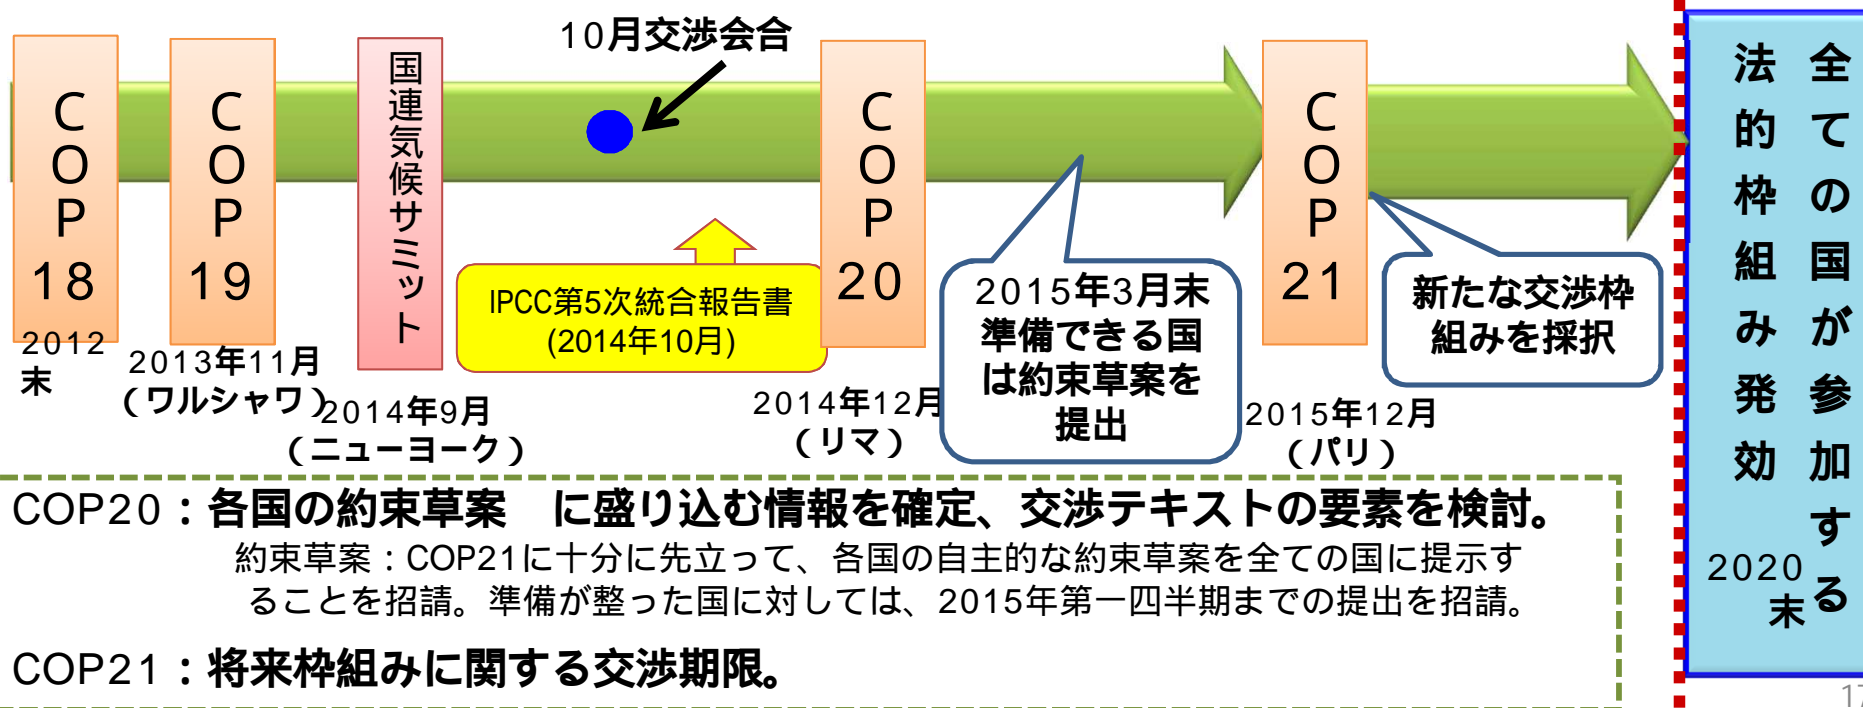 10月交渉会合
COP18
COP19
国連気候サミット
COP20
COP21
IPCC第5次統合報告書
(2014年10月)
2015年3月末
準備できる国
は約束草案を
提出
新たな交渉枠
組みを採択
2012
末
2013年11月
（ワルシャワ）
2014年9月
（ニューヨーク）
2014年12月
（リマ）
2015年12月
（パリ）
全ての国が参加する
法的枠組み発効
2020
末
COP20：各国の約束草案　に盛り込む情報を確定、交渉テキストの要素を検討。
約束草案：COP21に十分に先立って、各国の自主的な約束草案を全ての国に提示す
ることを招請。準備が整った国に対しては、2015年第一四半期までの提出を招請。
COP21：将来枠組みに関する交渉期限。
17